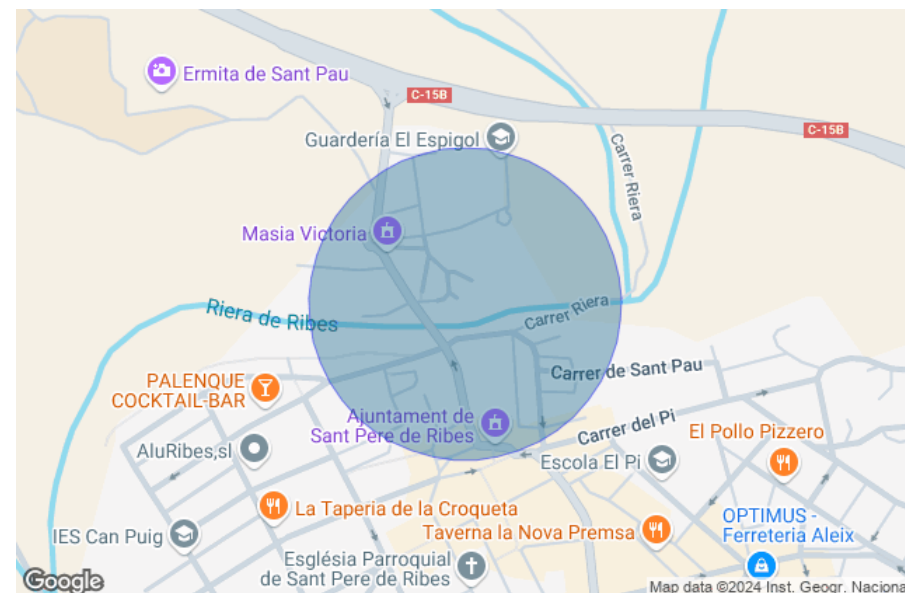 Ermita de Sant Pau
C-15B
C-15B
Guardería El Espigol
Carrer Riera
Masia Victoria
Riera de Ribes
Carrer Riera
Carrer de Sant Pau
PALENQUE
COCKTAIL-BAR
Ajuntament de
Sant Pere de Ribes
Carrer del Pi
El Pollo Pizzero
AluRibes,sl
Escola El Pi
La Taperia de la Croqueta
Taverna la Nova Premsa
OPTIMUS -
Ferreteria Aleix
IES Can Puig
Església Parroquial
de Sant Pere de Ribes
Google
Map data ©2024 Inst. Geogr. Naciona